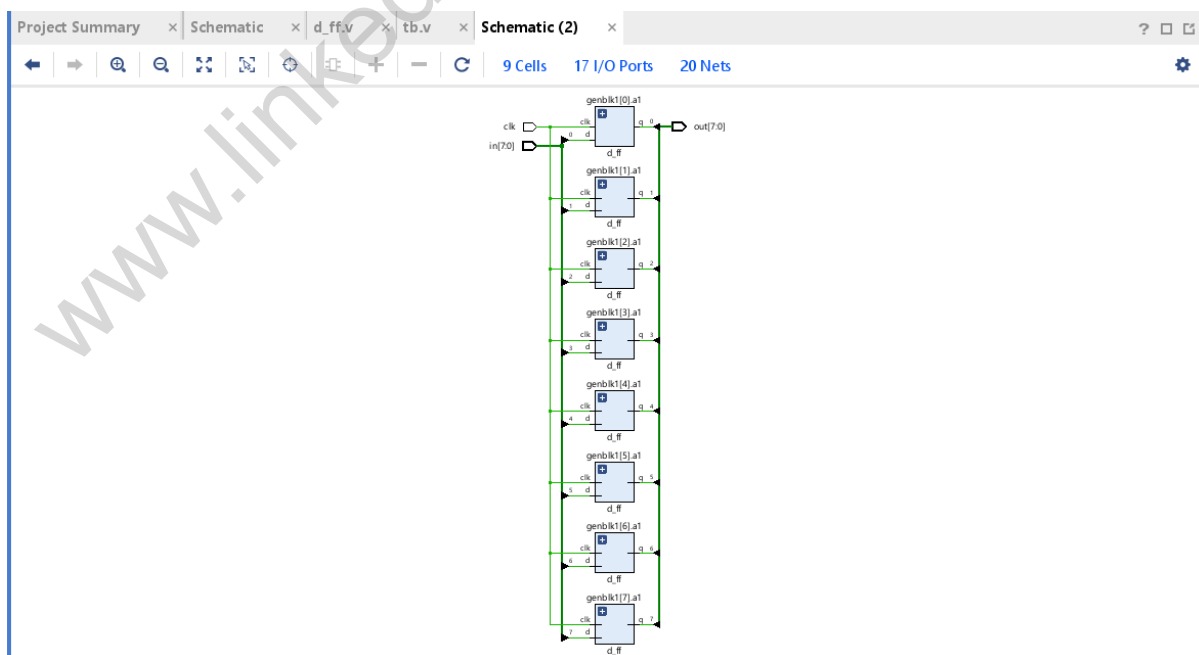 Project Summary × Schematic × d_ff.v × tb.v × Schematic (2) ×
9 Cells 17 I/O Ports 20 Nets
www.linked
genblk1[0].a1
clk clk q 0 out[7:0]
in[7:0] 0 d
d_ff
genblk1[1].a1
clk q 1
1 d
d_ff
genblk1[2].a1
clk q 2
2 d
d_ff
genblk1[3].a1
clk q 3
3 d
d_ff
genblk1[4].a1
clk q 4
4 d
d_ff
genblk1[5].a1
clk q 5
5 d
d_ff
genblk1[6].a1
clk q 6
6 d
d_ff
genblk1[7].a1
clk q 7
7 d
d_ff